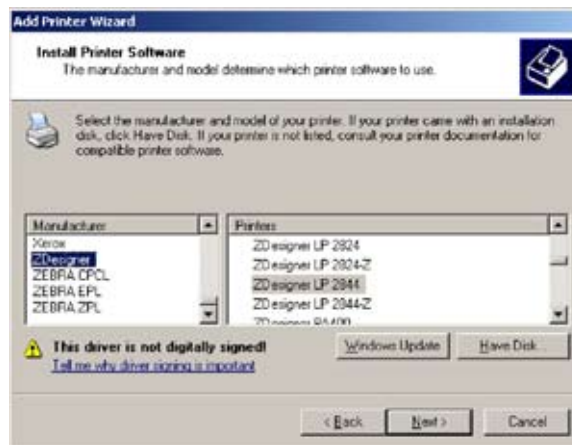 Add Printer Wizard
Install Printer Software
The manufacturer and model determine which printer software to use.
Select the manufacturer and model of your printer. If your printer came with an installation
disk, click Have Disk. If your printer is not listed, consult your printer documentation for
compatible printer software.
Manufacturer
Xerox
ZDesigner
ZEBRA CPCL
ZEBRA EPL
ZEBRA ZPL
Printers
ZDesigner LP 2824
ZDesigner LP 2824-Z
ZDesigner LP 2844
ZDesigner LP 2844-Z
ZDesigner R4400
This driver is not digitally signed!
Tell me why driver signing is important
Windows Update
Have Disk...
< Back
Next >
Cancel